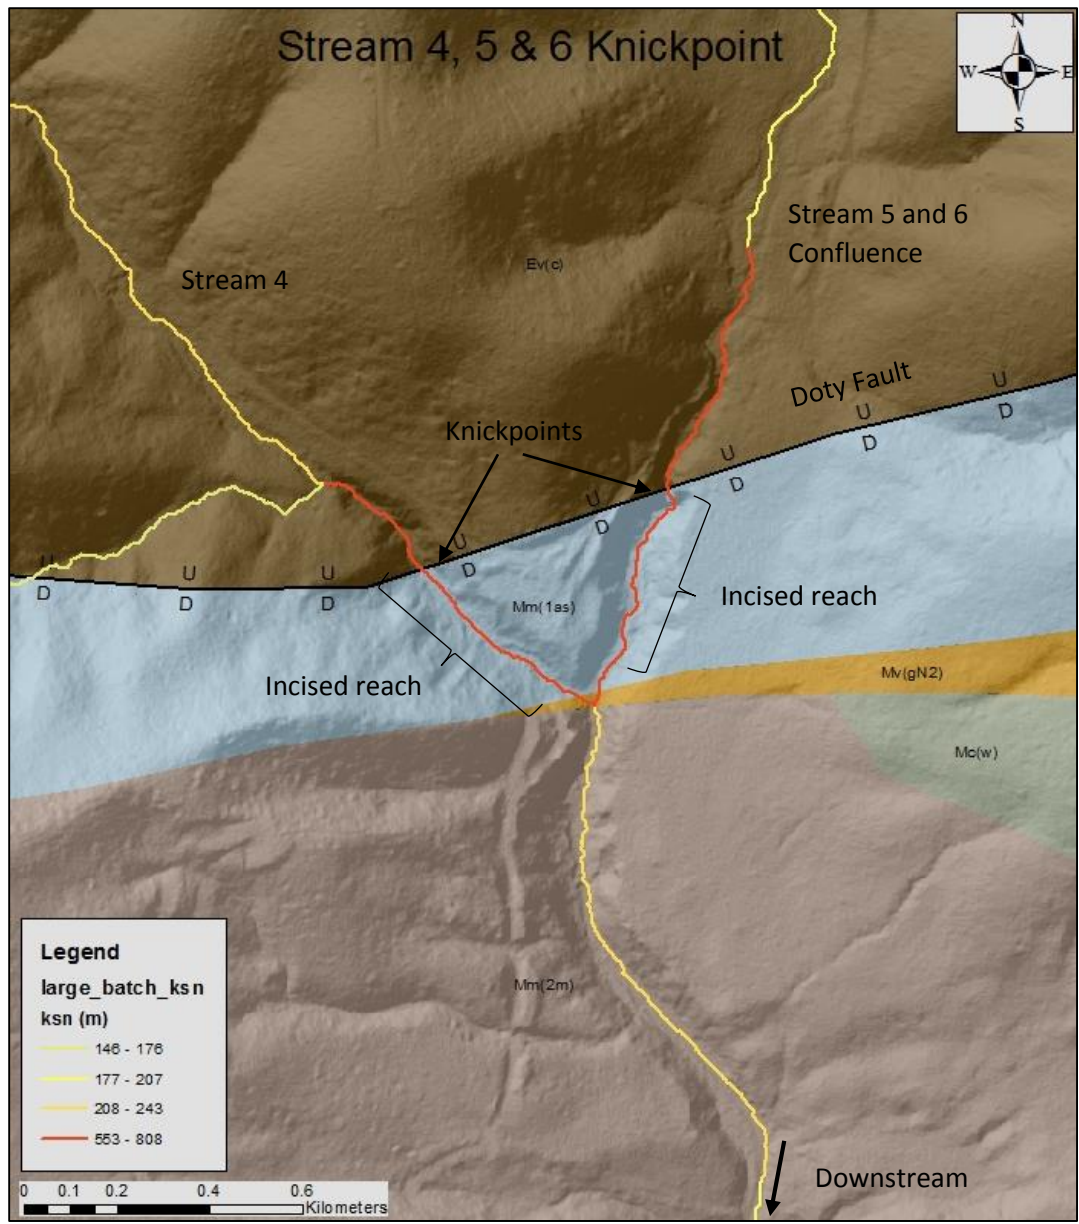 Stream 4, 5 & 6 Knickpoint
N
W E
S
Stream 5 and 6
Confluence
Ev(c)
Stream 4
Doty Fault
U
D
U
D
Knickpoints
U
D
U
D
U
D
U
D
U
D
U
D
Mm(1as)
Incised reach
Incised reach
Mv(gN2)
Mc(w)
Mm(2m)
Legend
large_batch_ksn
ksn (m)
146 - 176
177 - 207
208 - 243
553 - 808
Downstream
0 0.1 0.2 0.4 0.6
Kilometers